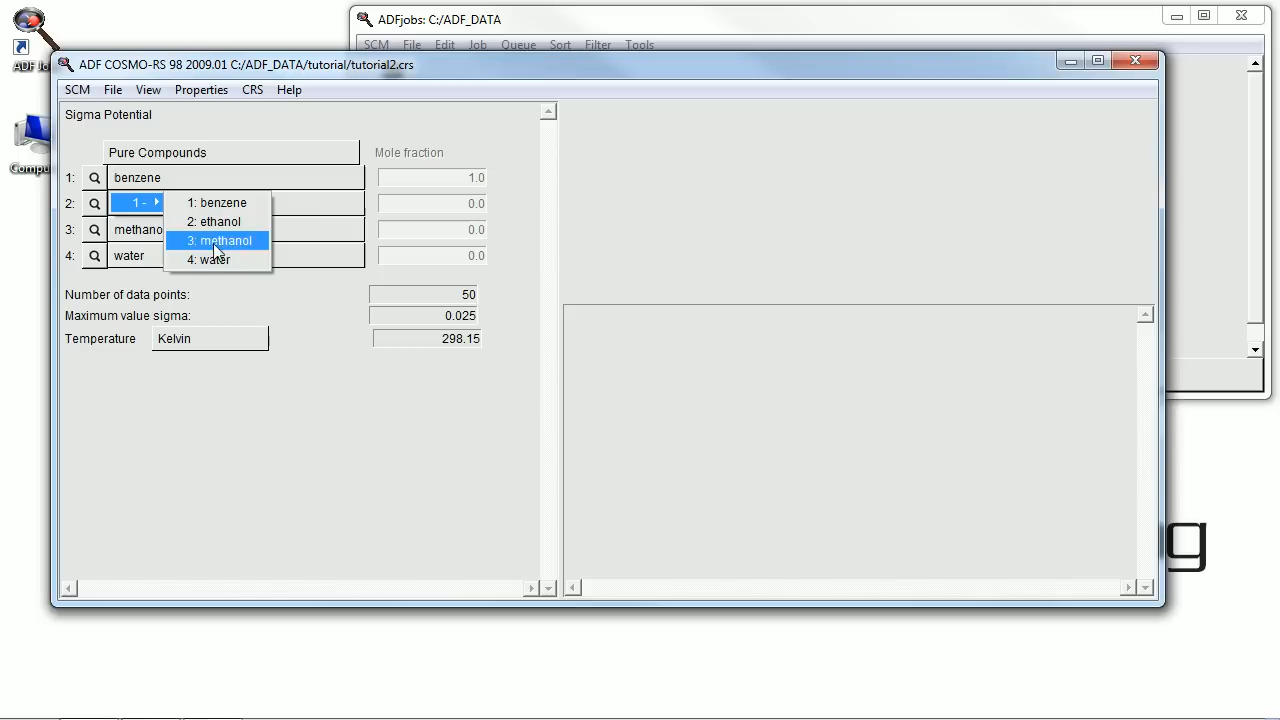 ADFjobs: C:/ADF_DATA
SCM File Edit Job Queue Sort Filter Tools
ADF COSMO-RS 98 2009.01 C:/ADF_DATA/tutorial/tutorial2.crs
SCM File View Properties CRS Help
Sigma Potential
Pure Compounds Mole fraction
1: benzene 1.0
2: 1 - 0.0
3: methano 0.0
4: water 0.0
1: benzene
2: ethanol
3: methanol
4: water
Number of data points: 50
Maximum value sigma: 0.025
Temperature Kelvin 298.15
g